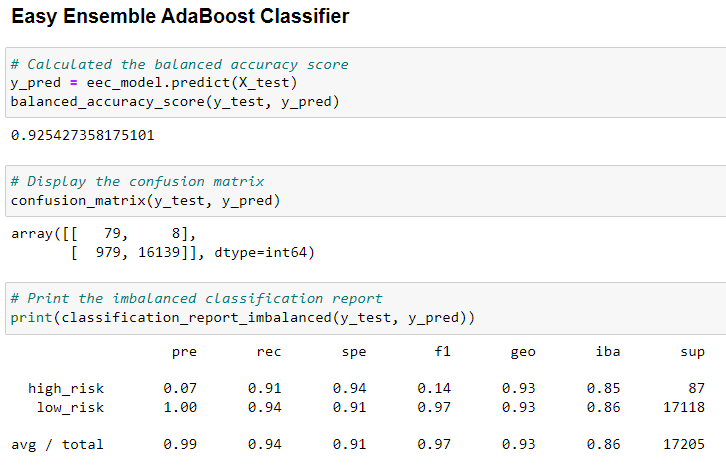 Easy Ensemble AdaBoost Classifier
# Calculated the balanced accuracy score
y_pred = eec_model.predict(X_test)
balanced_accuracy_score(y_test, y_pred)
0.925427358175101
# Display the confusion matrix
confusion_matrix(y_test, y_pred)
array([[   79,     8],
       [  979, 16139]], dtype=int64)
# Print the imbalanced classification report
print(classification_report_imbalanced(y_test, y_pred))
pre rec spe f1 geo iba sup
high_risk 0.07 0.91 0.94 0.14 0.93 0.85 87
low_risk 1.00 0.94 0.91 0.97 0.93 0.86 17118
avg / total 0.99 0.94 0.91 0.97 0.93 0.86 17205